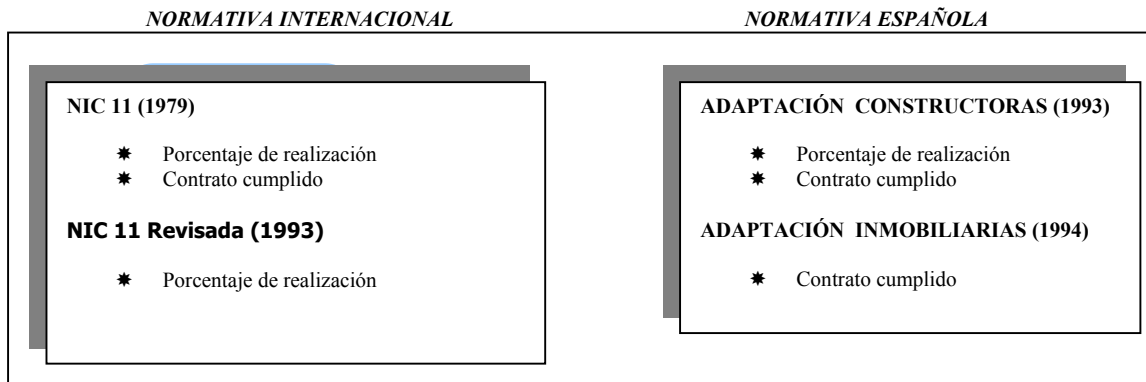 NORMATIVA INTERNACIONAL
NORMATIVA ESPAÑOLA
NIC 11 (1979)
✷ Porcentaje de realización
✷ Contrato cumplido
NIC 11 Revisada (1993)
✷ Porcentaje de realización
ADAPTACIÓN CONSTRUCTORAS (1993)
✷ Porcentaje de realización
✷ Contrato cumplido
ADAPTACIÓN INMOBILIARIAS (1994)
✷ Contrato cumplido